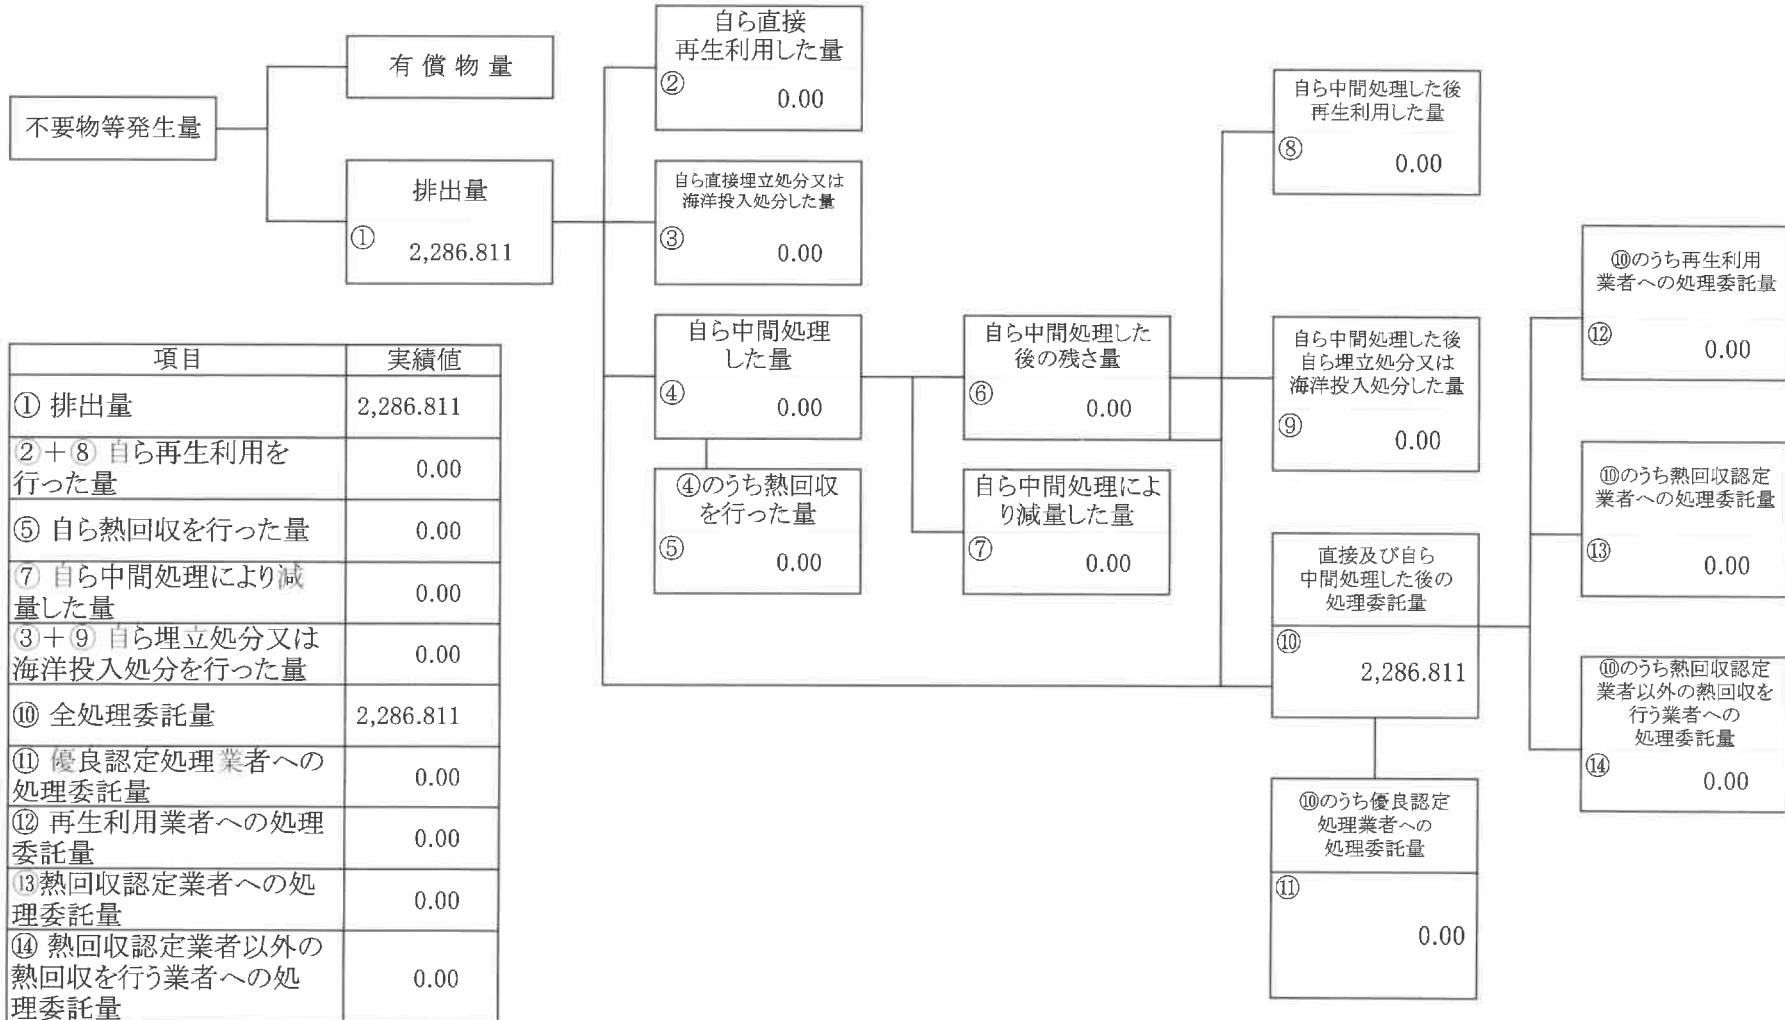 不要物等発生量
有償物量
排出量
①
2,286.811
自ら直接
再生利用した量
②
0.00
自ら直接埋立処分又は
海洋投入処分した量
③
0.00
自ら中間処理
した量
④
0.00
④のうち熱回収
を行った量
⑤
0.00
自ら中間処理した
後の残さ量
⑥
0.00
自ら中間処理によ
り減量した量
⑦
0.00
自ら中間処理した後
再生利用した量
⑧
0.00
自ら中間処理した後
自ら埋立処分又は
海洋投入処分した量
⑨
0.00
直接及び自ら
中間処理した後の
処理委託量
⑩
2,286.811
⑩のうち優良認定
処理業者への
処理委託量
⑪
0.00
⑩のうち再生利用
業者への処理委託量
⑫
0.00
⑩のうち熱回収認定
業者への処理委託量
⑬
0.00
⑩のうち熱回収認定
業者以外の熱回収を
行う業者への
処理委託量
⑭
0.00
項目 実績値
① 排出量 2,286.811
②＋⑧ 自ら再生利用を
行った量 0.00
⑤ 自ら熱回収を行った量 0.00
⑦ 自ら中間処理により減
量した量 0.00
③＋⑨ 自ら埋立処分又は
海洋投入処分を行った量 0.00
⑩ 全処理委託量 2,286.811
⑪ 優良認定処理業者への
処理委託量 0.00
⑫ 再生利用業者への処理
委託量 0.00
⑬熱回収認定業者への処
理委託量 0.00
⑭ 熱回収認定業者以外の
熱回収を行う業者への処
理委託量 0.00